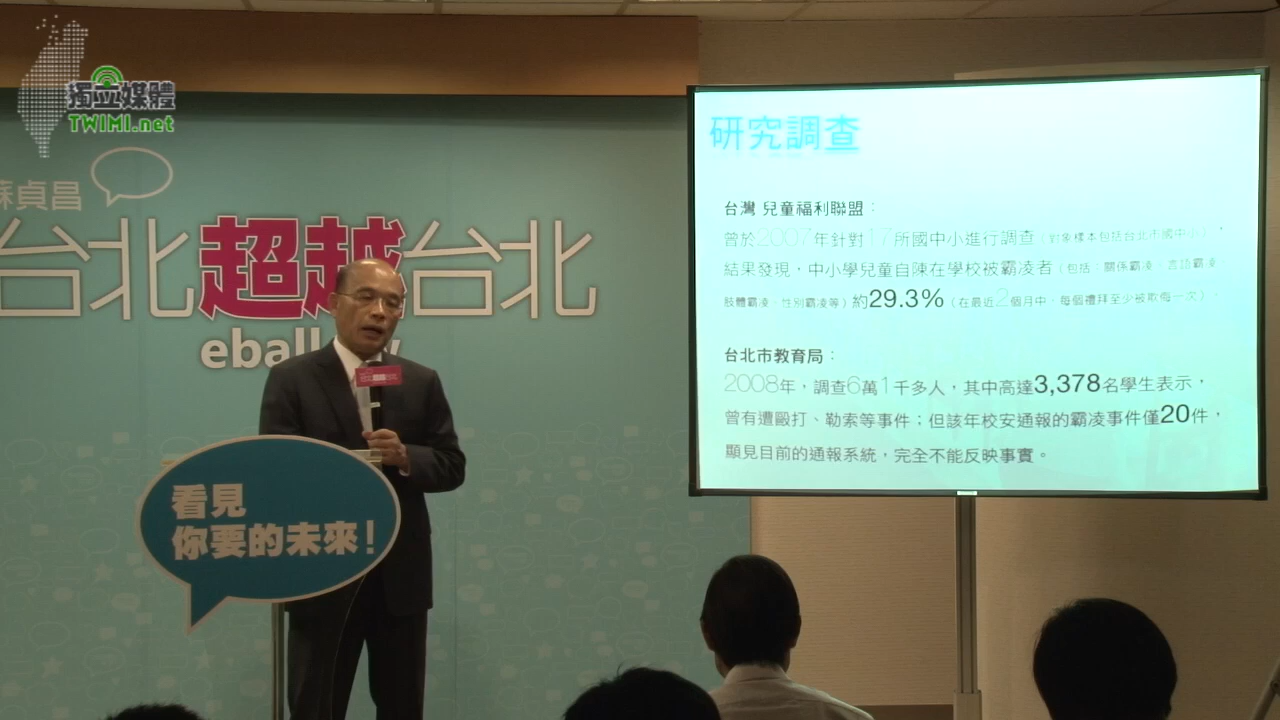 獨立媒體
TWIMI.net
蘇貞昌
台北超越台北
看見
你要的未來!
研究調查
台灣 兒童福利聯盟:
曾於2007年針對17所國中小進行調查(對象樣本包括台北市國中小),
結果發現,中小學兒童自陳在學校被霸凌者(包括:關係霸凌、言語霸凌、
肢體霸凌、性別霸凌等)約29.3%(在最近2個月中,每個禮拜至少被欺侮一次)。
台北市教育局:
2008年,調查6萬1千多人,其中高達3,378名學生表示,
曾有遭毆打、勒索等事件;但該年校安通報的霸凌事件僅20件,
顯見目前的通報系統,完全不能反映事實。